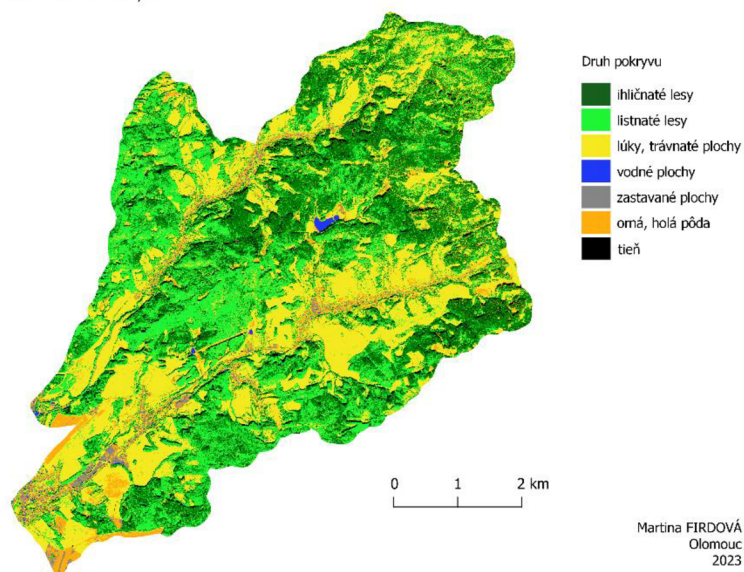 Druh pokryvu
ihličnaté lesy
listnaté lesy
lúky, trávnaté plochy
vodné plochy
zastavané plochy
orná, holá pôda
tieň
0 1 2 km
Martina FIRDOVÁ
Olomouc
2023